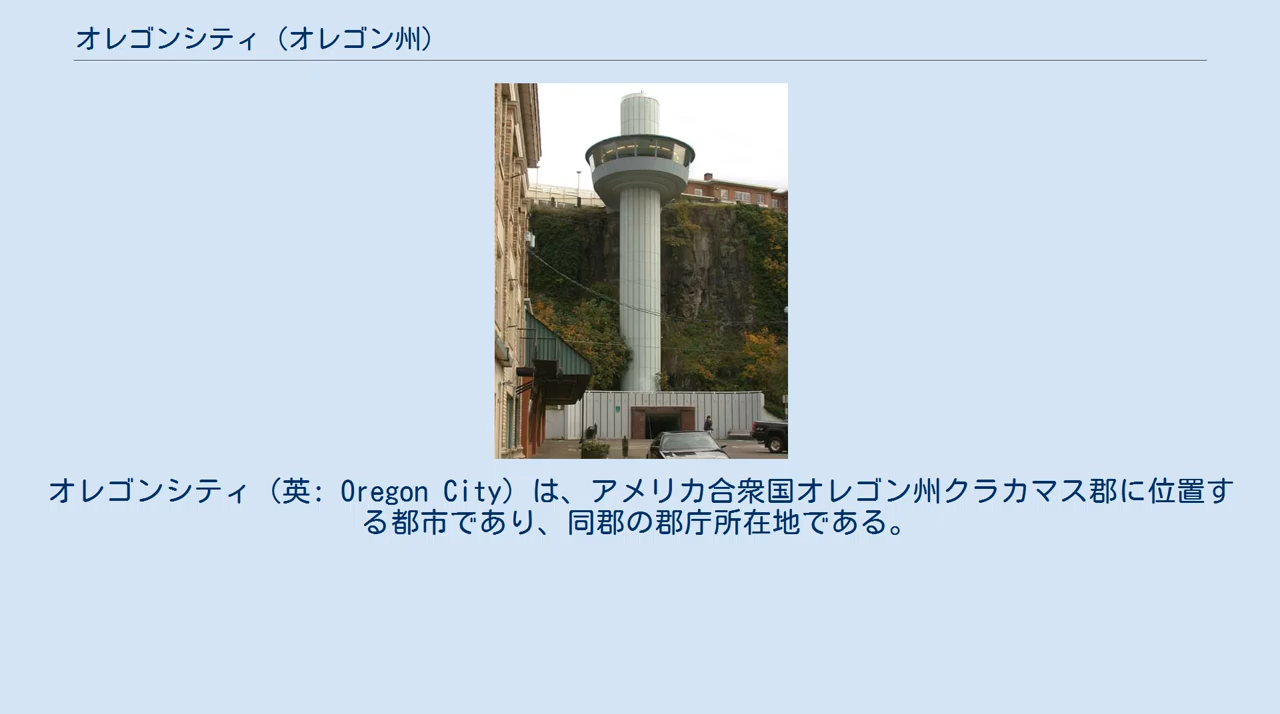 オレゴンシティ（オレゴン州）
オレゴンシティ（英: Oregon City）は、アメリカ合衆国オレゴン州クラカマス郡に位置す
る都市であり、同郡の郡庁所在地である。